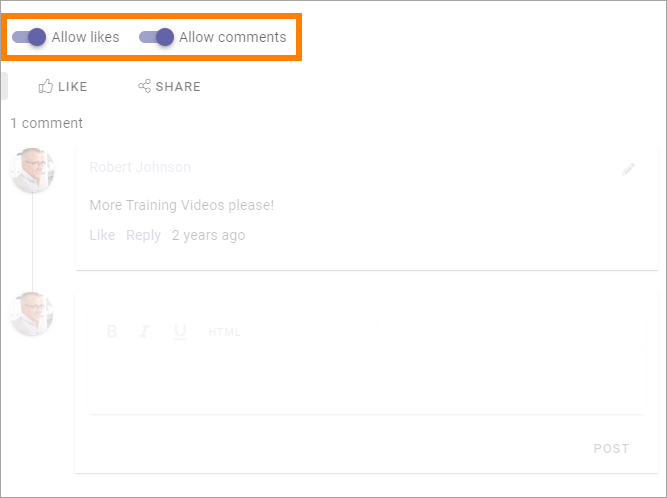 Allow likes Allow comments
LIKE SHARE
1 comment
Robert Johnson
More Training Videos please!
Like Reply 2 years ago
B I U HTML
POST